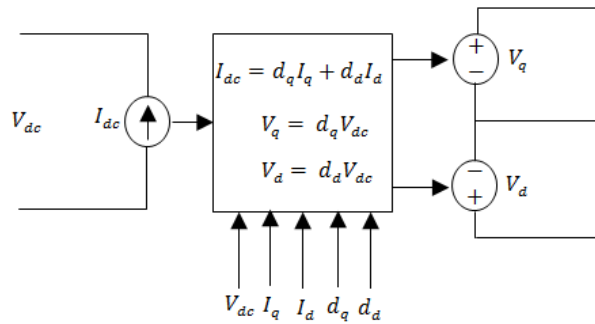 V_dc
I_dc
I_dc = d_q I_q + d_d I_d
V_q = d_q V_dc
V_d = d_d V_dc
+
−
V_q
−
+
V_d
V_dc I_q I_d d_q d_d